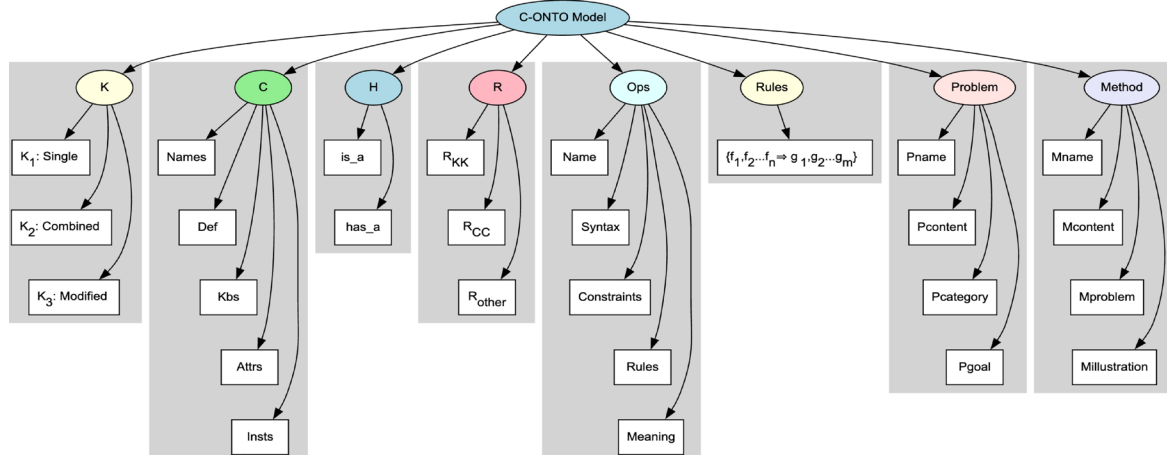 C-ONTO Model
K
C
H
R
Ops
Rules
Problem
Method
K1: Single
Names
is_a
RKK
Name
{f1,f2...fn⇒ g1,g2...gm}
Pname
Mname
K2: Combined
Def
has_a
RCC
Syntax
Pcontent
Mcontent
K3: Modified
Kbs
Rother
Constraints
Pcategory
Mproblem
Attrs
Rules
Pgoal
Millustration
Insts
Meaning